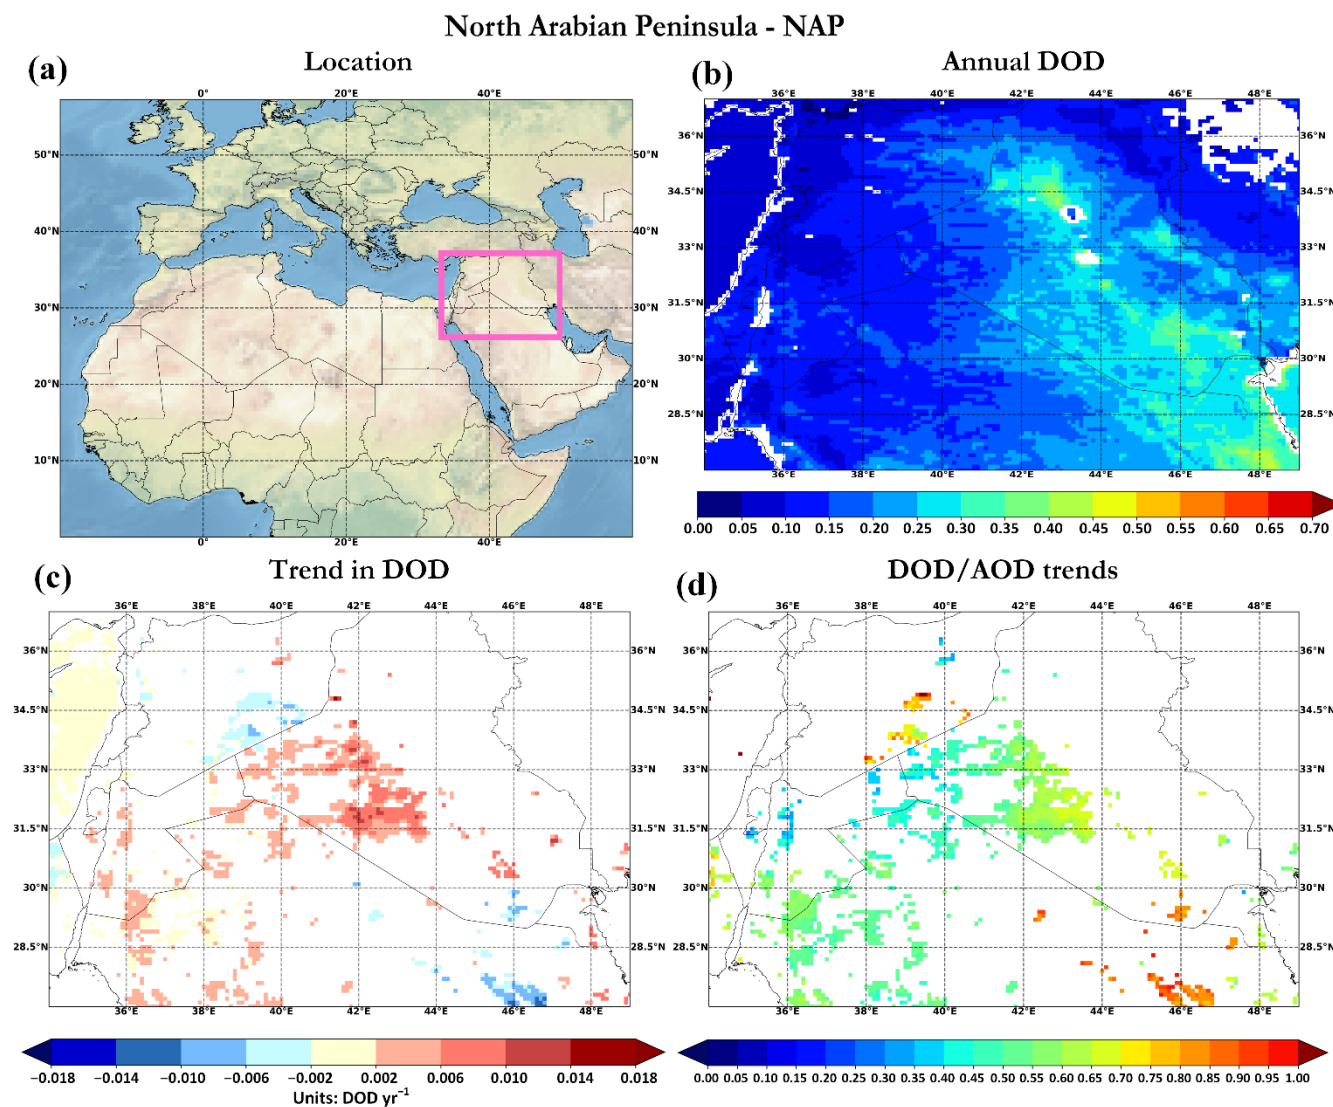 North Arabian Peninsula - NAP
(a)
Location
0° 20°E 40°E
50°N 50°N
40°N 40°N
30°N 30°N
20°N 20°N
10°N 10°N
0° 20°E 40°E
(b)
Annual DOD
36°E 38°E 40°E 42°E 44°E 46°E 48°E
36°N 36°N
34.5°N 34.5°N
33°N 33°N
31.5°N 31.5°N
30°N 30°N
28.5°N 28.5°N
36°E 38°E 40°E 42°E 44°E 46°E 48°E
0.00 0.05 0.10 0.15 0.20 0.25 0.30 0.35 0.40 0.45 0.50 0.55 0.60 0.65 0.70
(c)
Trend in DOD
36°E 38°E 40°E 42°E 44°E 46°E 48°E
36°N 36°N
34.5°N 34.5°N
33°N 33°N
31.5°N 31.5°N
30°N 30°N
28.5°N 28.5°N
36°E 38°E 40°E 42°E 44°E 46°E 48°E
−0.018 −0.014 −0.010 −0.006 −0.002 0.002 0.006 0.010 0.014 0.018
Units: DOD yr⁻¹
(d)
DOD/AOD trends
36°E 38°E 40°E 42°E 44°E 46°E 48°E
36°N 36°N
34.5°N 34.5°N
33°N 33°N
31.5°N 31.5°N
30°N 30°N
28.5°N 28.5°N
36°E 38°E 40°E 42°E 44°E 46°E 48°E
0.00 0.05 0.10 0.15 0.20 0.25 0.30 0.35 0.40 0.45 0.50 0.55 0.60 0.65 0.70 0.75 0.80 0.85 0.90 0.95 1.00